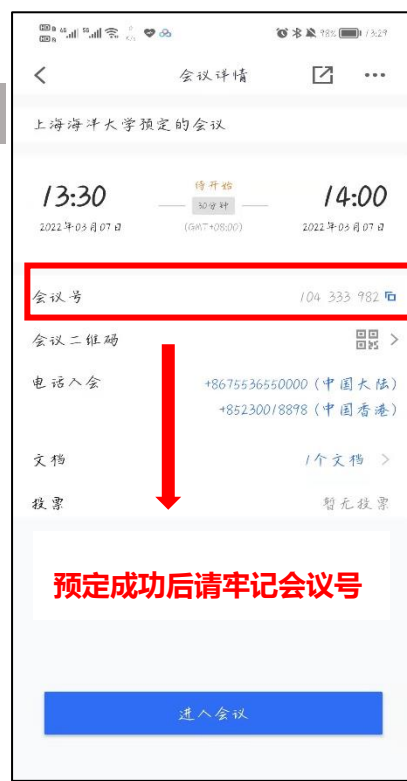 98% 13:29
会议详情
上海海洋大学预定的会议
待开始
13:30 30分钟 14:00
2022年03月07日 (GMT+08:00) 2022年03月07日
会议号 104 333 982
会议二维码
电话入会 +8675536550000（中国大陆）
+85230018898（中国香港）
文档 1个文档
投票 暂无投票
预定成功后请牢记会议号
进入会议